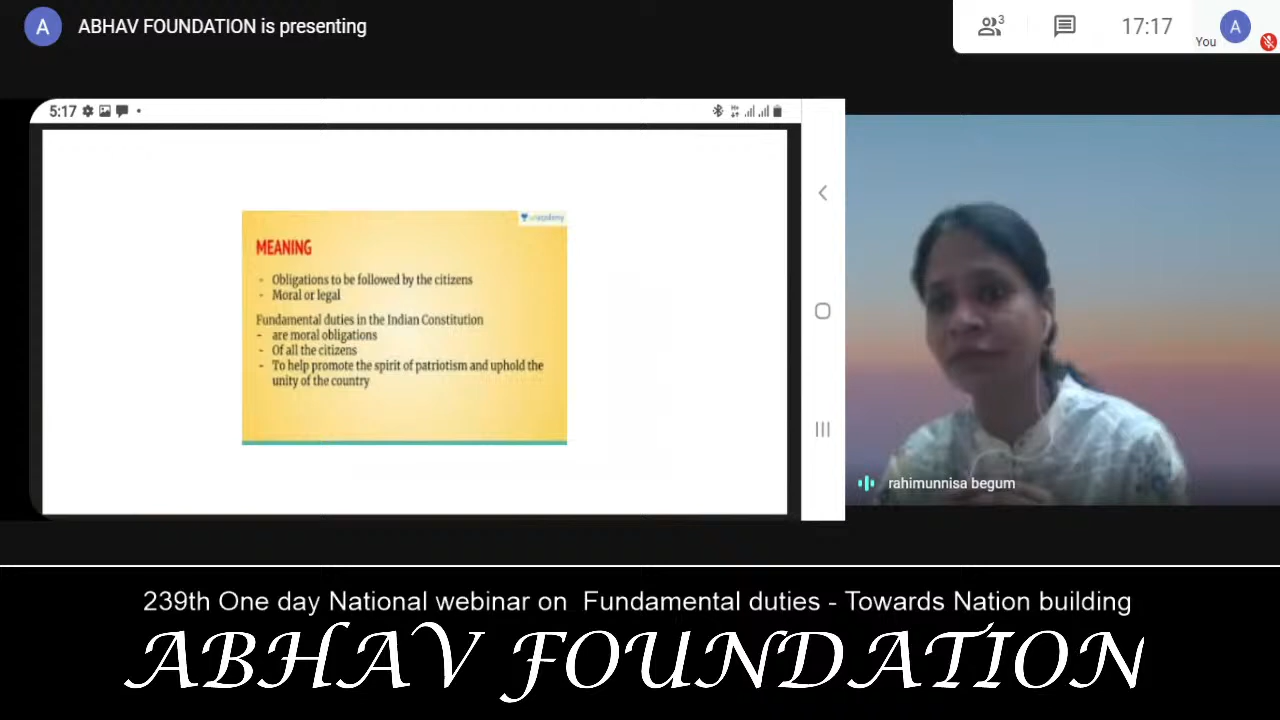 A ABHAV FOUNDATION is presenting
3
17:17
You
A
5:17
MEANING
- Obligations to be followed by the citizens
- Moral or legal
Fundamental duties in the Indian Constitution
- are moral obligations
- Of all the citizens
- To help promote the spirit of patriotism and uphold the
unity of the country
rahimunnisa begum
239th One day National webinar on Fundamental duties - Towards Nation building
ABHAV FOUNDATION